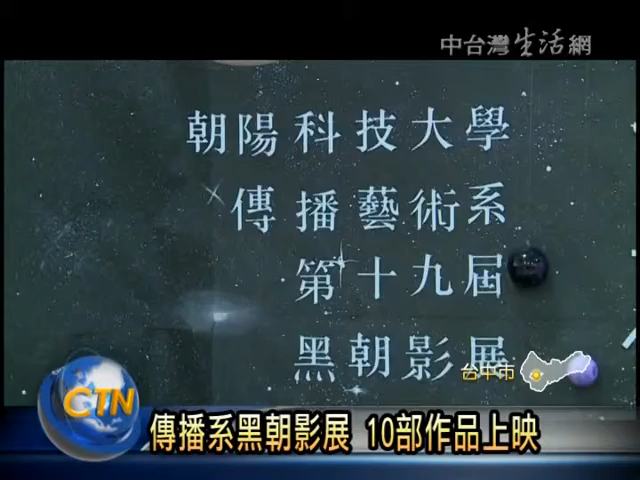 中台灣生活網
朝陽科技大學
傳播藝術系
第十九屆
黑朝影展
台中市
CTN
傳播系黑朝影展 10部作品上映